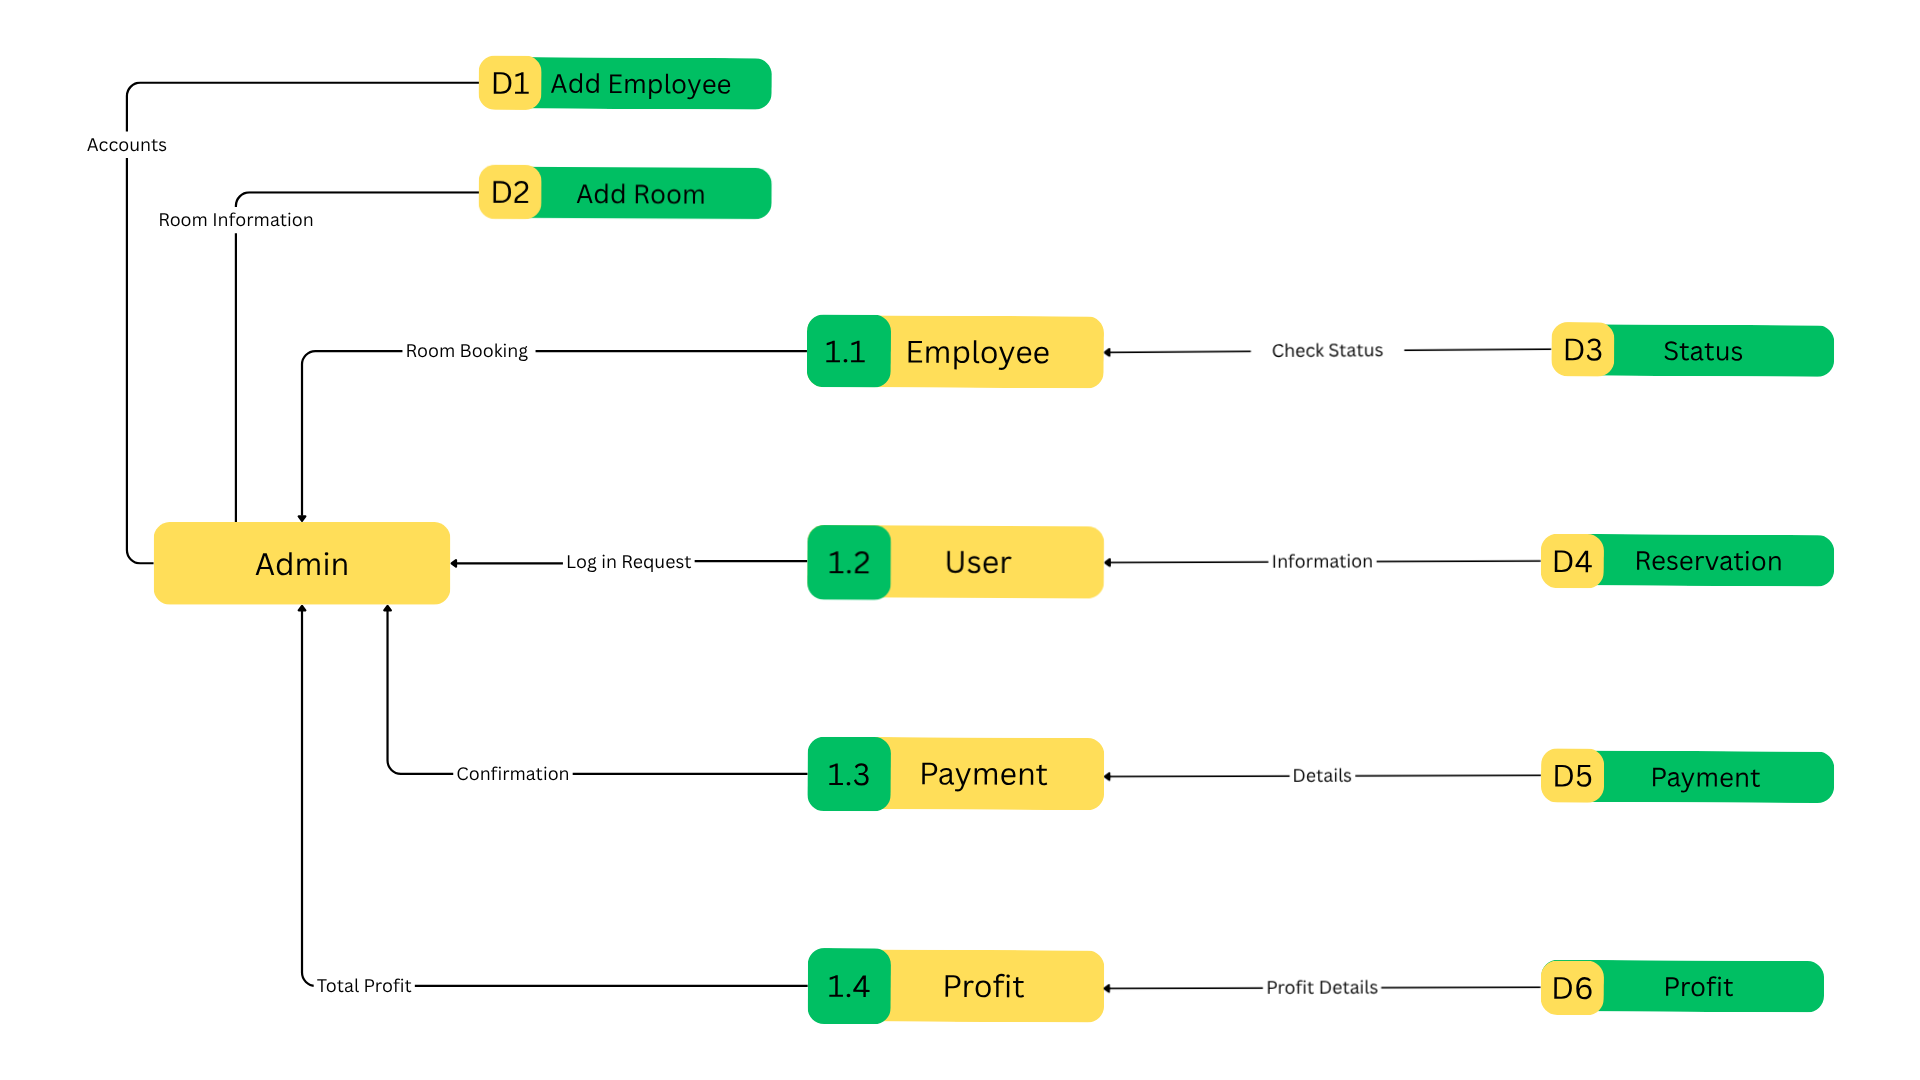 D1 Add Employee
Accounts
D2 Add Room
Room Information
Room Booking
1.1 Employee
Check Status
D3 Status
Admin
Log in Request
1.2 User
Information
D4 Reservation
Confirmation
1.3 Payment
Details
D5 Payment
Total Profit
1.4 Profit
Profit Details
D6 Profit